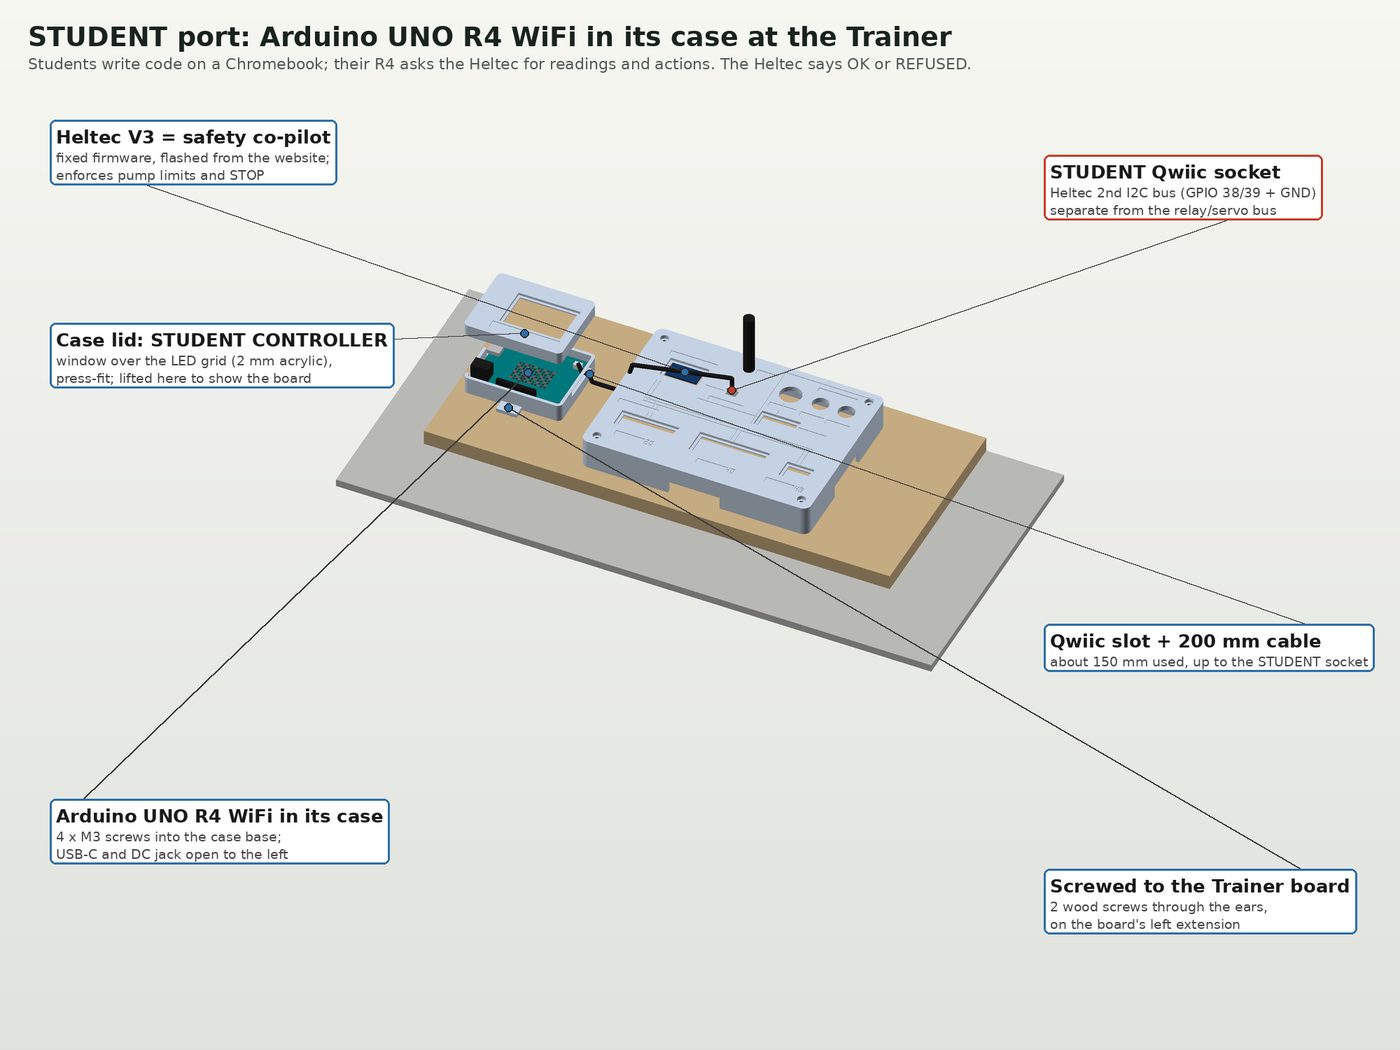 STUDENT port: Arduino UNO R4 WiFi in its case at the Trainer
Students write code on a Chromebook; their R4 asks the Heltec for readings and actions. The Heltec says OK or REFUSED.
Heltec V3 = safety co-pilot
fixed firmware, flashed from the website;
enforces pump limits and STOP
STUDENT Qwiic socket
Heltec 2nd I2C bus (GPIO 38/39 + GND)
separate from the relay/servo bus
Case lid: STUDENT CONTROLLER
window over the LED grid (2 mm acrylic),
press-fit; lifted here to show the board
Qwiic slot + 200 mm cable
about 150 mm used, up to the STUDENT socket
Arduino UNO R4 WiFi in its case
4 x M3 screws into the case base;
USB-C and DC jack open to the left
Screwed to the Trainer board
2 wood screws through the ears,
on the board's left extension